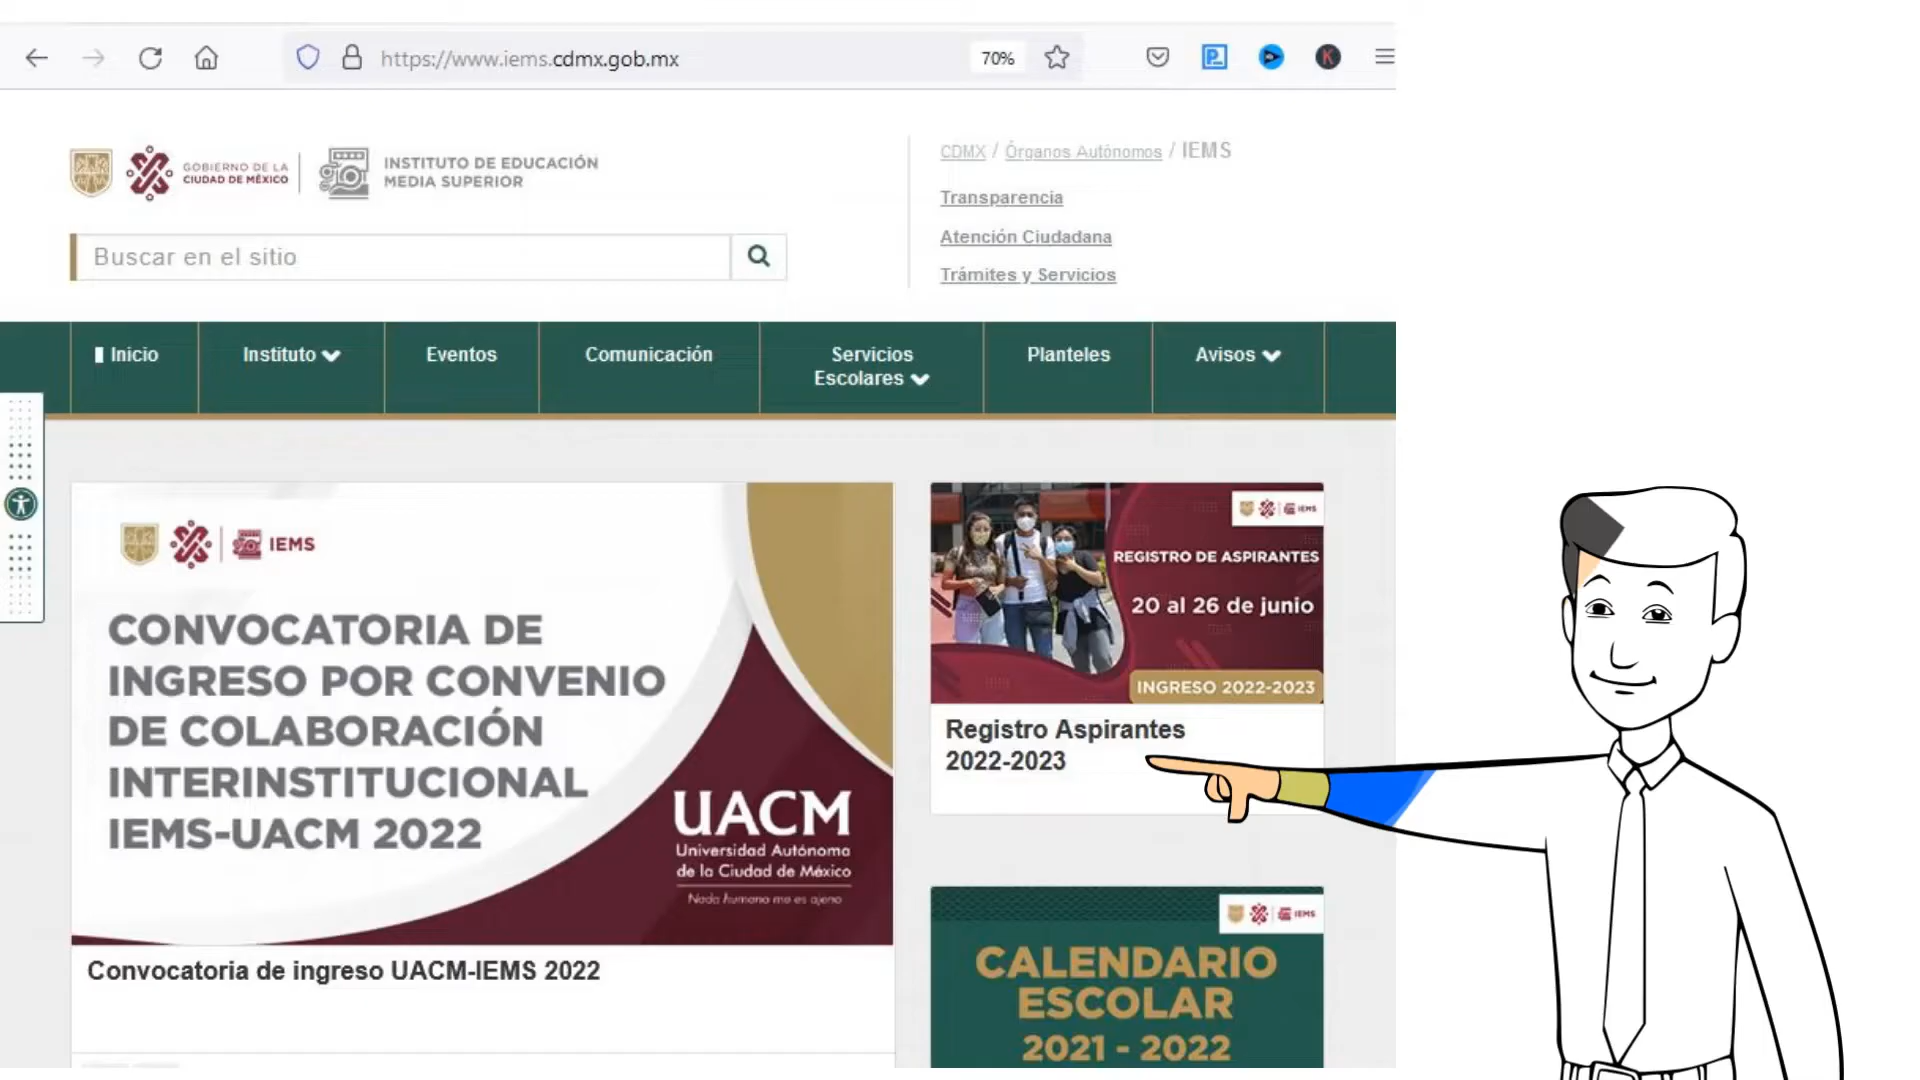 https://www.iems.cdmx.gob.mx
70%
GOBIERNO DE LA
CIUDAD DE MÉXICO
INSTITUTO DE EDUCACIÓN
MEDIA SUPERIOR
Buscar en el sitio
CDMX / Órganos Autónomos / IEMS
Transparencia
Atención Ciudadana
Trámites y Servicios
Inicio
Instituto
Eventos
Comunicación
Servicios
Escolares
Planteles
Avisos
IEMS
CONVOCATORIA DE
INGRESO POR CONVENIO
DE COLABORACIÓN
INTERINSTITUCIONAL
IEMS-UACM 2022
UACM
Universidad Autónoma
de la Ciudad de México
Nada humano me es ajeno
Convocatoria de ingreso UACM-IEMS 2022
IEMS
REGISTRO DE ASPIRANTES
20 al 26 de junio
INGRESO 2022-2023
Registro Aspirantes
2022-2023
IEMS
CALENDARIO
ESCOLAR
2021 - 2022